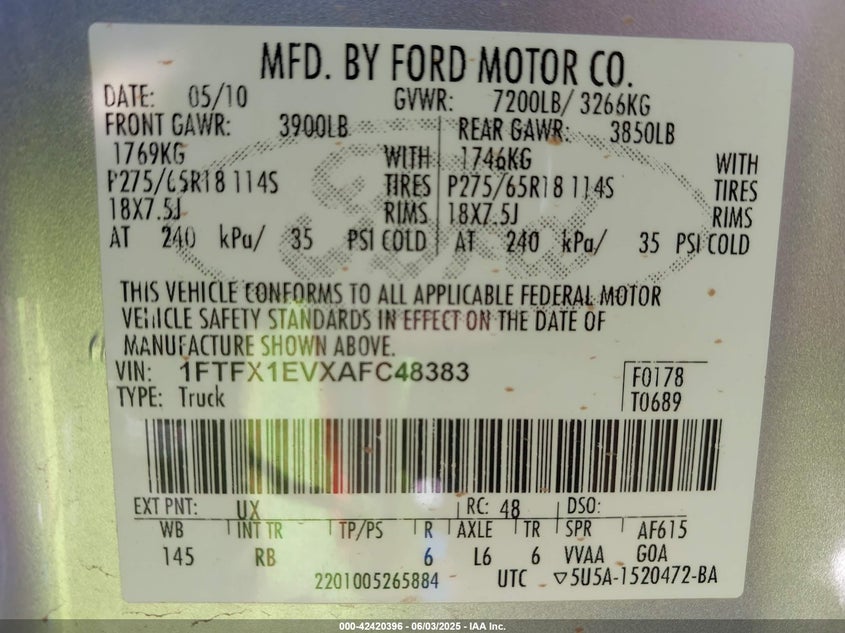 MFD. BY FORD MOTOR CO.
DATE: 05/10 GVWR: 7200LB/ 3266KG
FRONT GAWR: 3900LB REAR GAWR: 3850LB
1769KG WITH 1746KG WITH
P275/65R18 114S TIRES P275/65R18 114S TIRES
18X7.5J RIMS 18X7.5J RIMS
AT 240 kPa/ 35 PSI COLD AT 240 kPa/ 35 PSI COLD
THIS VEHICLE CONFORMS TO ALL APPLICABLE FEDERAL MOTOR
VEHICLE SAFETY STANDARDS IN EFFECT ON THE DATE OF
MANUFACTURE SHOWN ABOVE.
VIN: 1FTFX1EVXAFC48383 F0178
TYPE: Truck T0689
EXT PNT: UX RC: 48 DSO:
WB INT TR TP/PS R AXLE TR SPR AF615
145 RB 6 L6 6 VVAA GOA
2201005265884 UTC ▽5U5A-1520472-BA
000-42420396 - 06/03/2025 - IAA Inc.